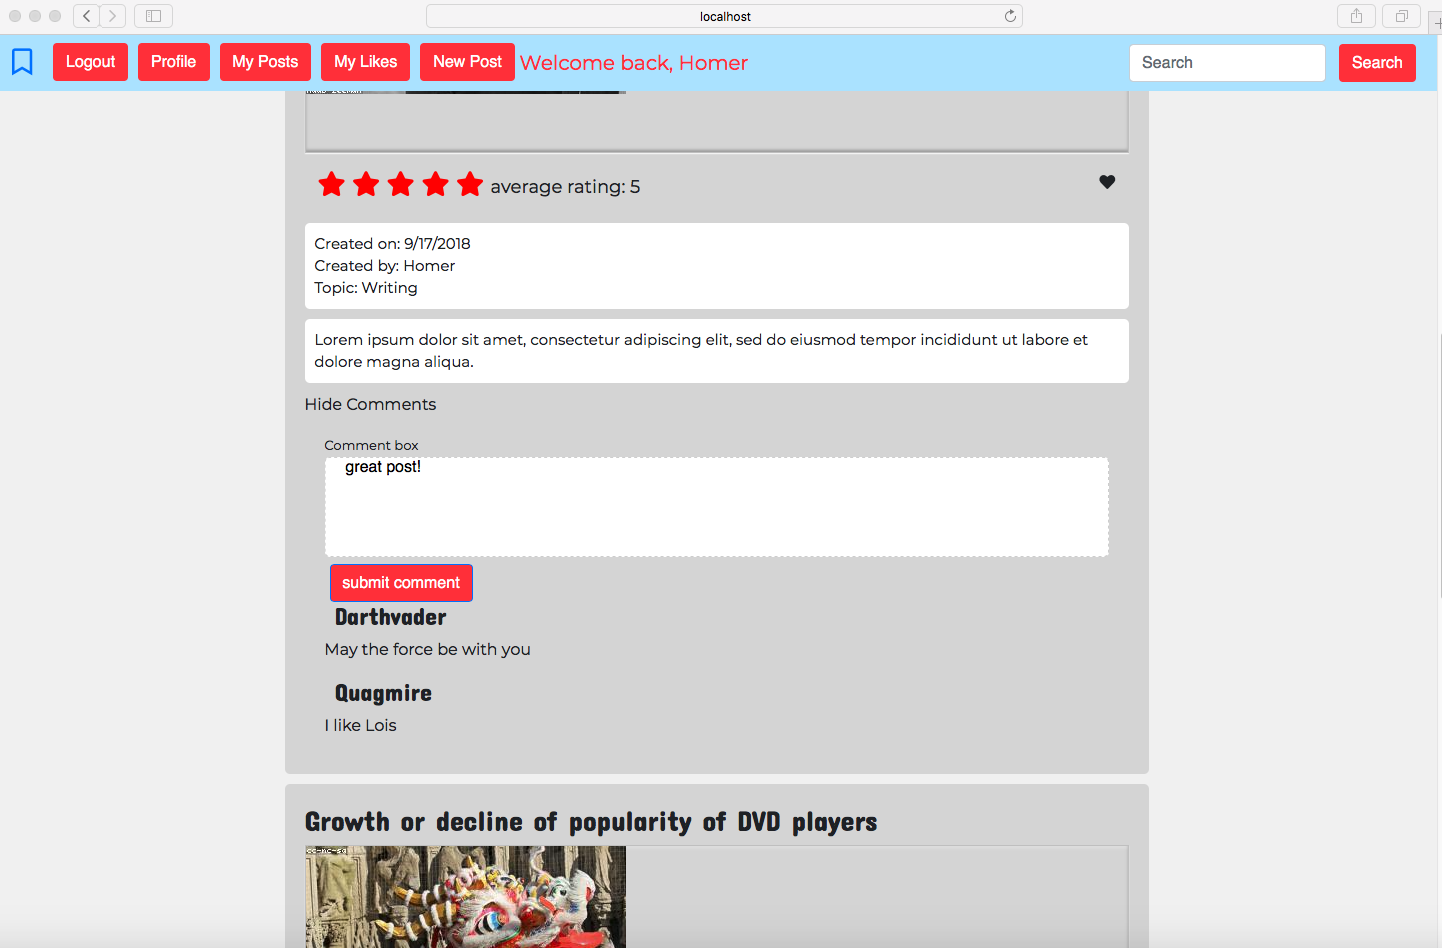 localhost
Logout
Profile
My Posts
My Likes
New Post
Welcome back, Homer
Search
Search
average rating: 5
Created on: 9/17/2018
Created by: Homer
Topic: Writing
Lorem ipsum dolor sit amet, consectetur adipiscing elit, sed do eiusmod tempor incididunt ut labore et
dolore magna aliqua.
Hide Comments
Comment box
great post!
submit comment
Darthvader
May the force be with you
Quagmire
I like Lois
Growth or decline of popularity of DVD players
cc-nc-sa